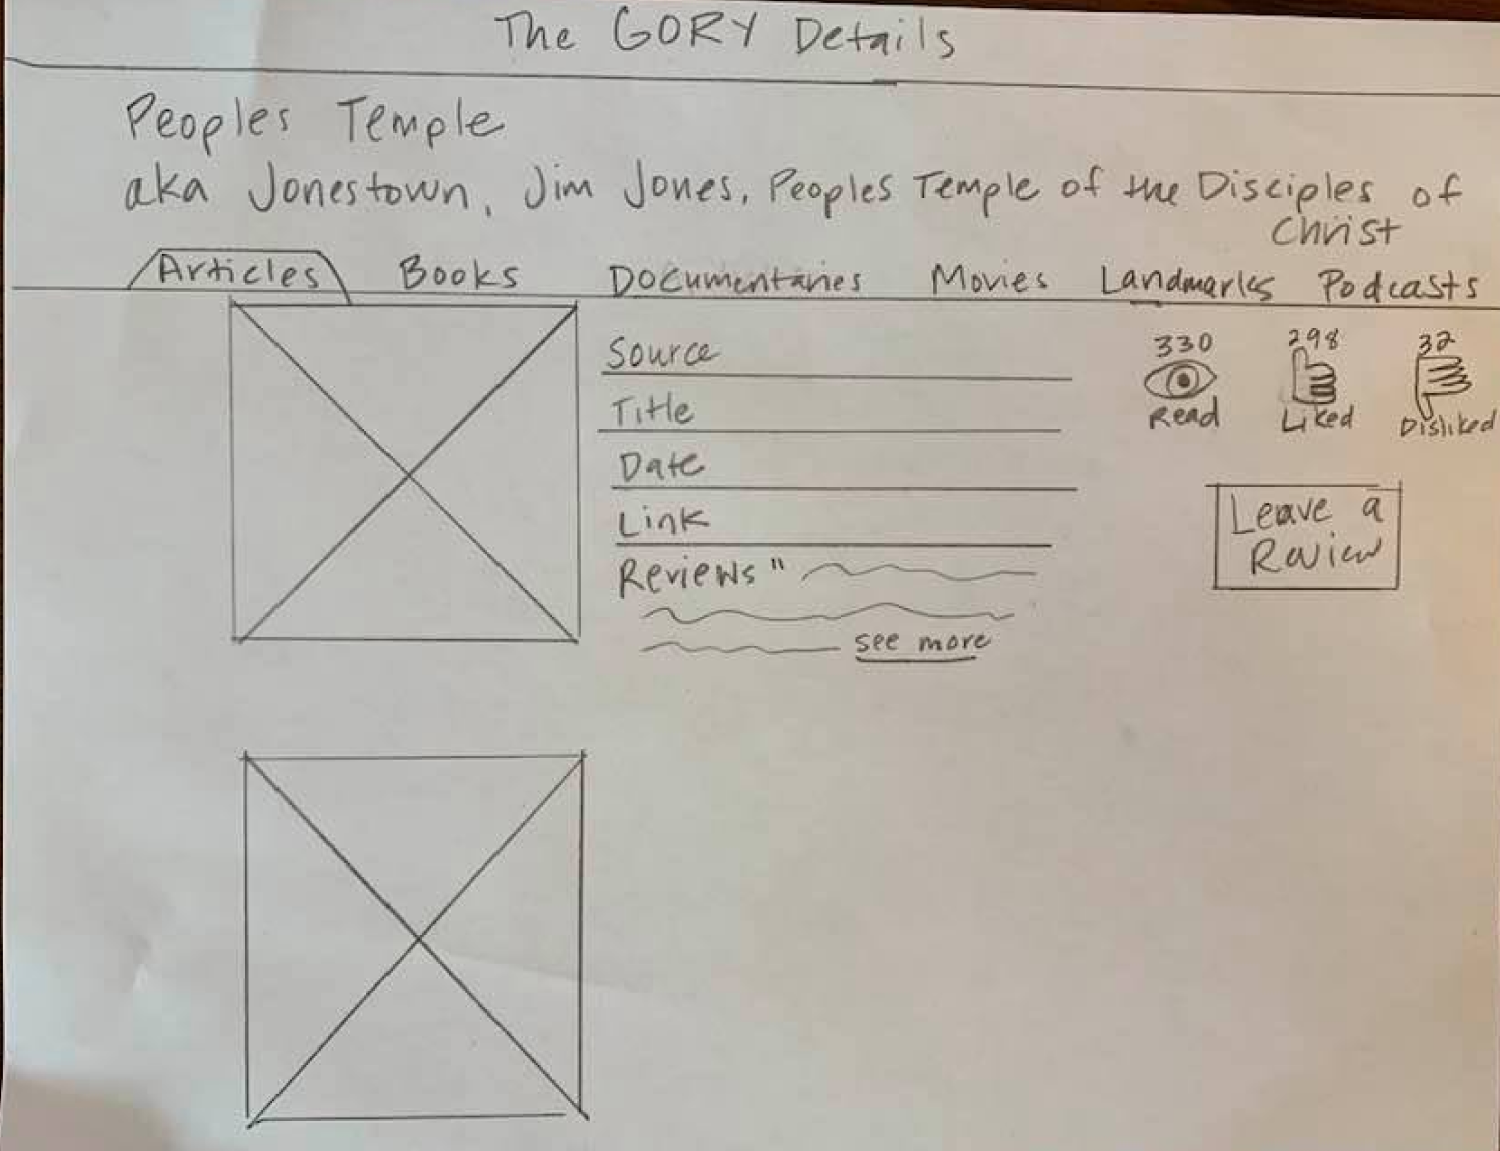 The GORY Details
Peoples Temple
aka Jonestown, Jim Jones, Peoples Temple of the Disciples of
Christ
Articles Books Documentaries Movies Landmarks Podcasts
330 298 32
Read Liked Disliked
Source
Title
Date
Link
Reviews "
see more
Leave a
Review